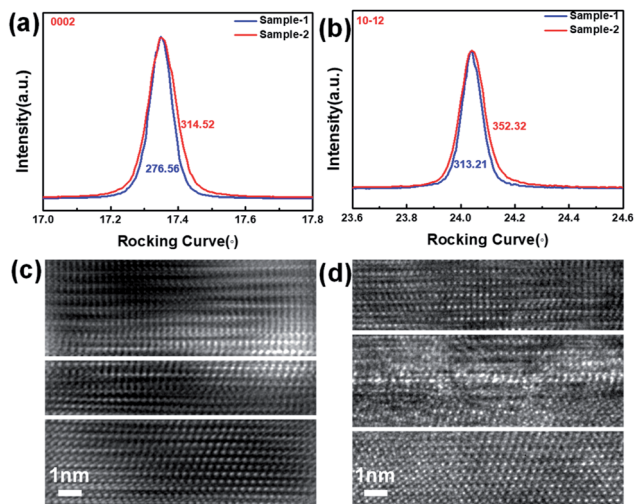 (a)
0002
Sample-1
Sample-2
314.52
276.56
Intensity(a.u.)
17.0 17.2 17.4 17.6 17.8
Rocking Curve(◦)
(b)
10-12
Sample-1
Sample-2
352.32
313.21
Intensity(a.u.)
23.6 23.8 24.0 24.2 24.4 24.6
Rocking Curve(◦)
(c)
1nm
(d)
1nm